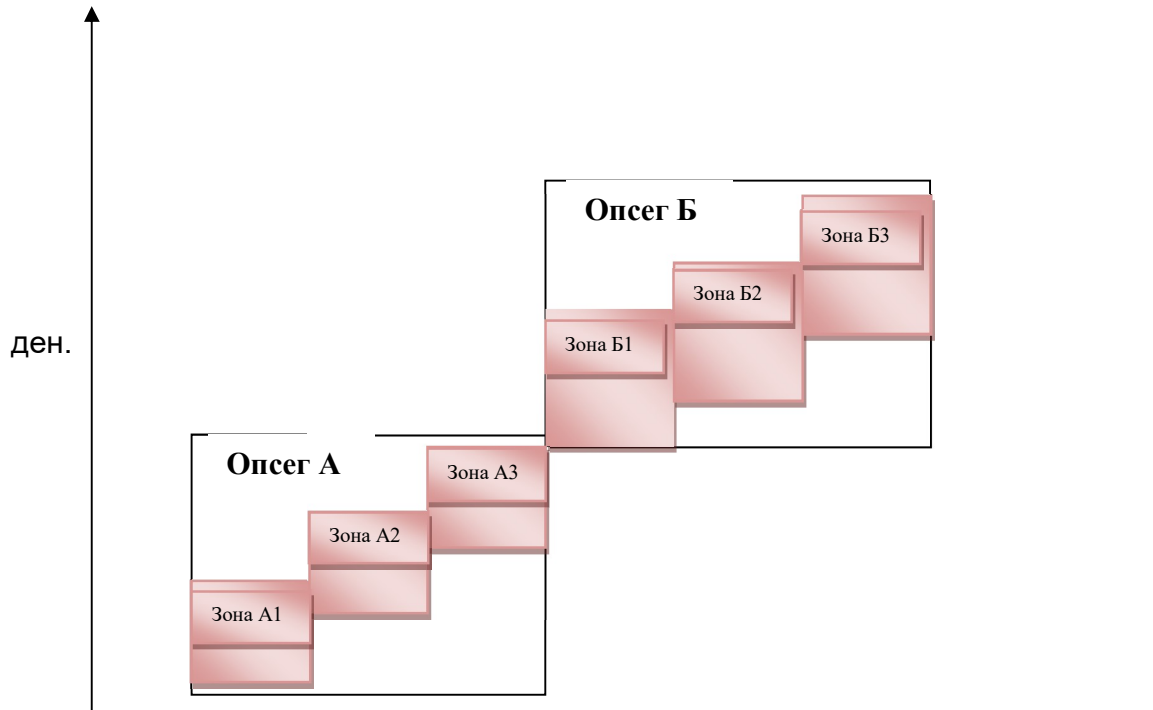 Опсег Б
Зона Б3
Зона Б2
Зона Б1
ден.
Опсег А
Зона А3
Зона А2
Зона А1